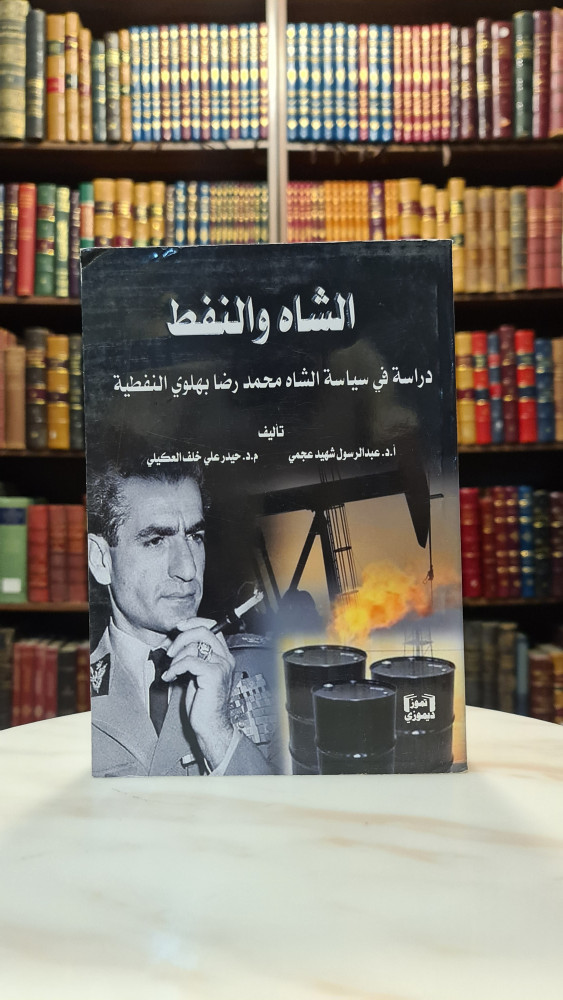 الشاه والنفط
دراسة في سياسة الشاه محمد رضا بهلوي النفطية
تأليف
أ.د. عبدالرسول شهيد عجمي م.د. حيدر علي خلف العكيلي
تموز
ديموزي